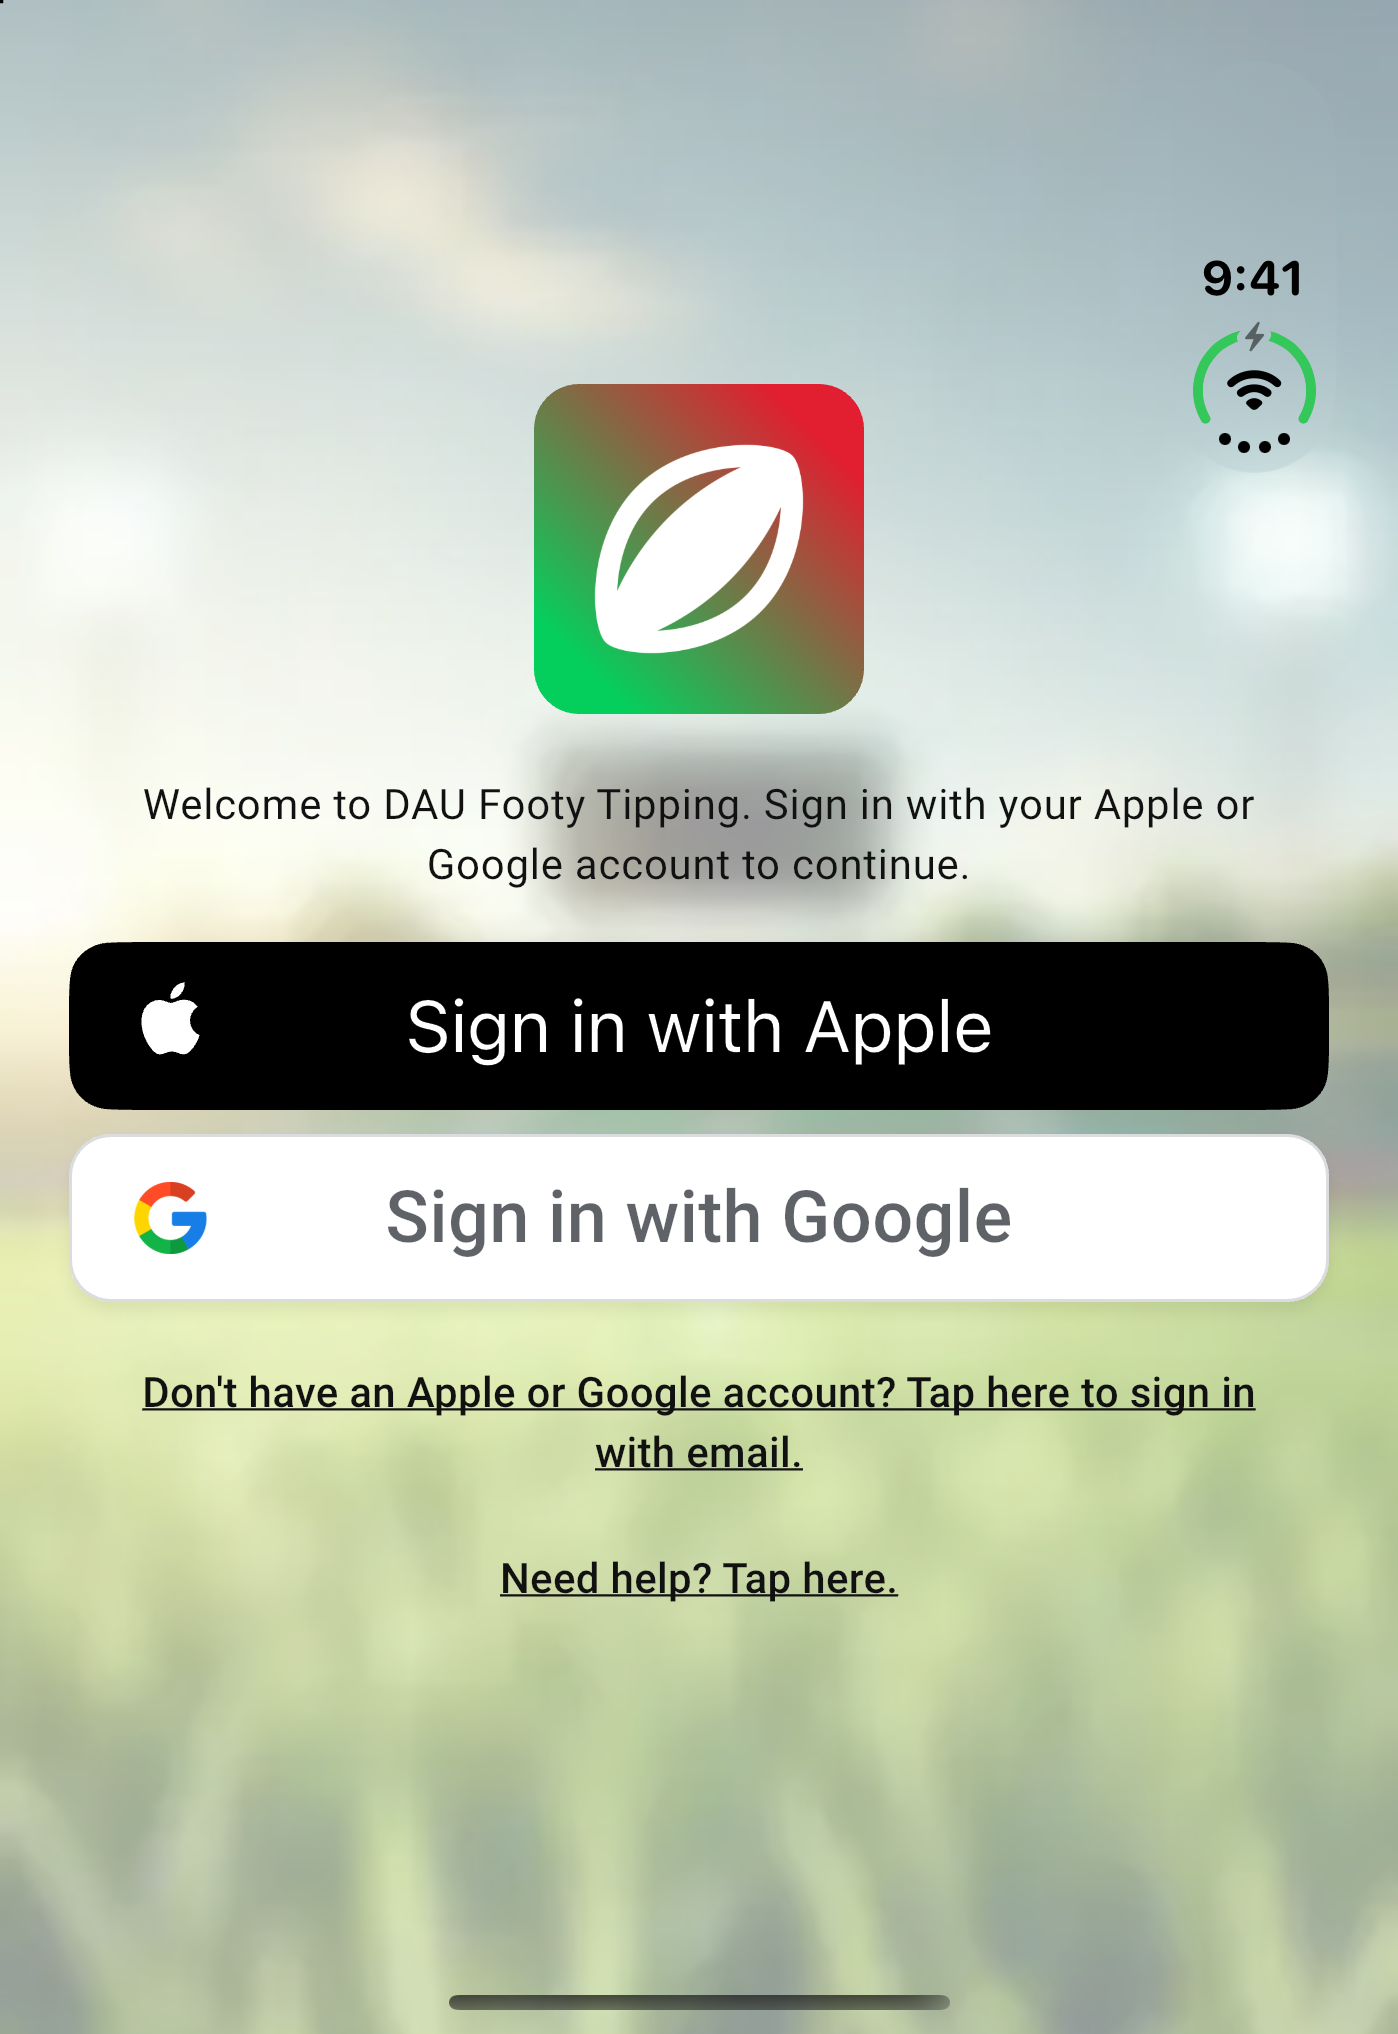 9:41
Welcome to DAU Footy Tipping. Sign in with your Apple or
Google account to continue.
Sign in with Apple
Sign in with Google
Don't have an Apple or Google account? Tap here to sign in
with email.
Need help? Tap here.